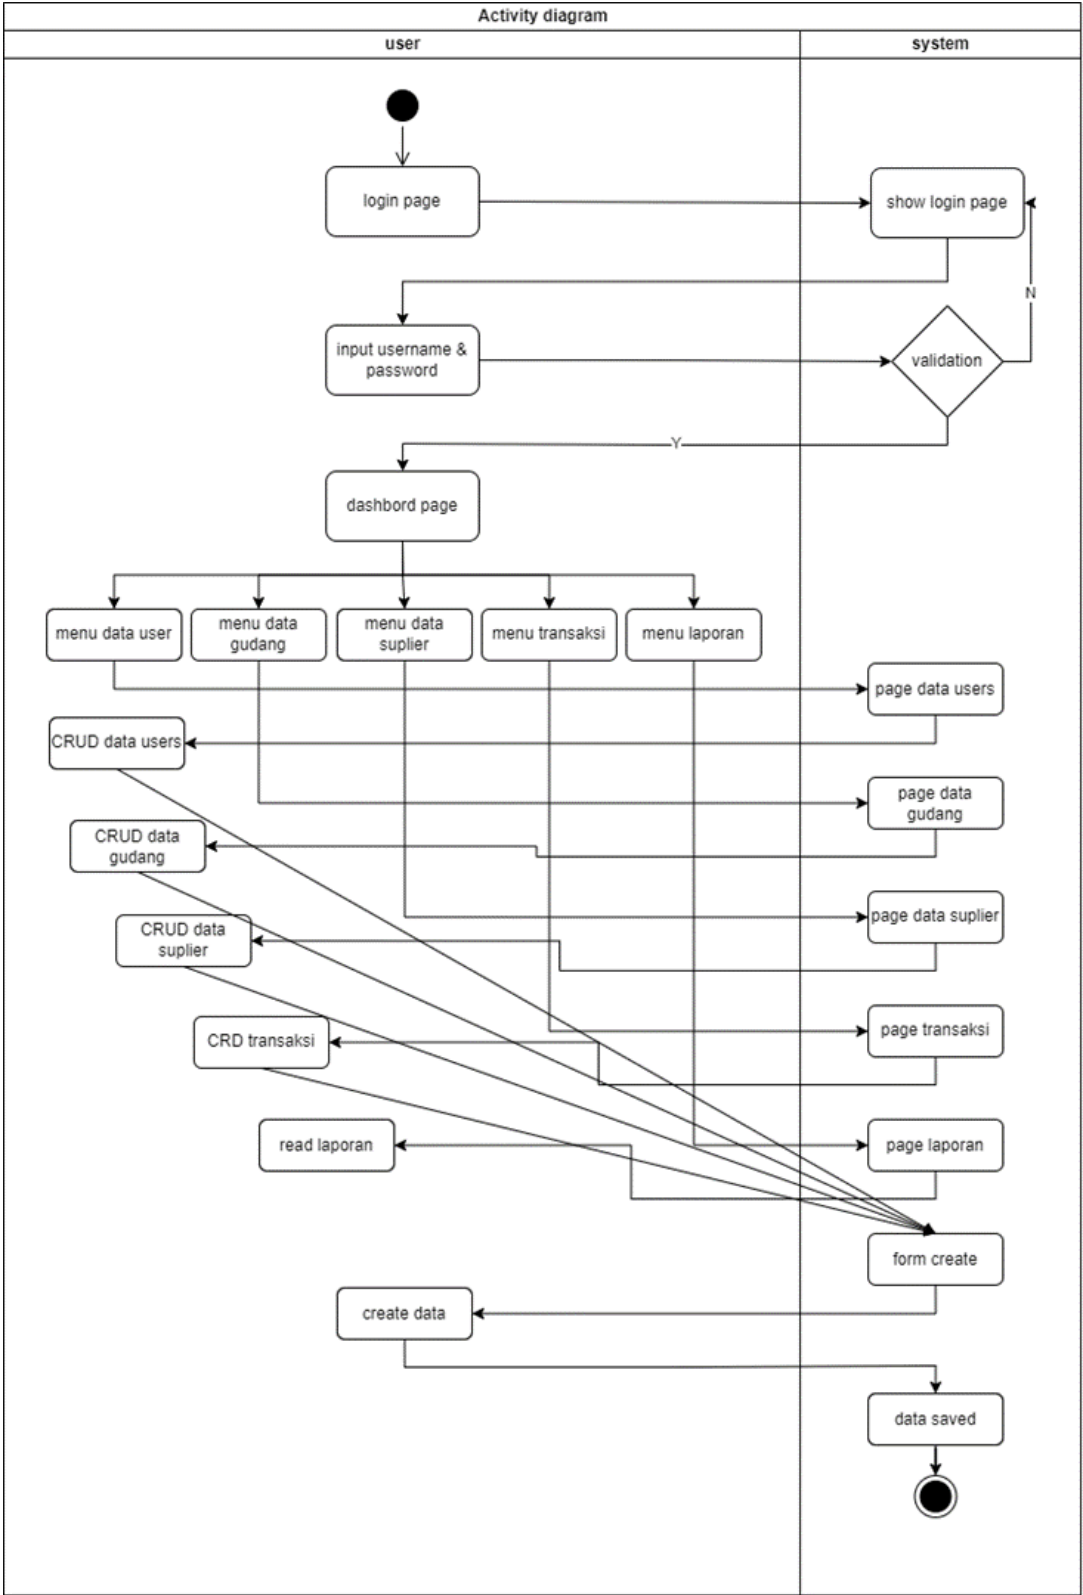 Activity diagram
user
system
login page
show login page
N
input username &
password
validation
Y
dashbord page
menu data user
menu data
gudang
menu data
suplier
menu transaksi
menu laporan
page data users
CRUD data users
page data
gudang
CRUD data
gudang
page data suplier
CRUD data
suplier
page transaksi
CRD transaksi
page laporan
read laporan
form create
create data
data saved